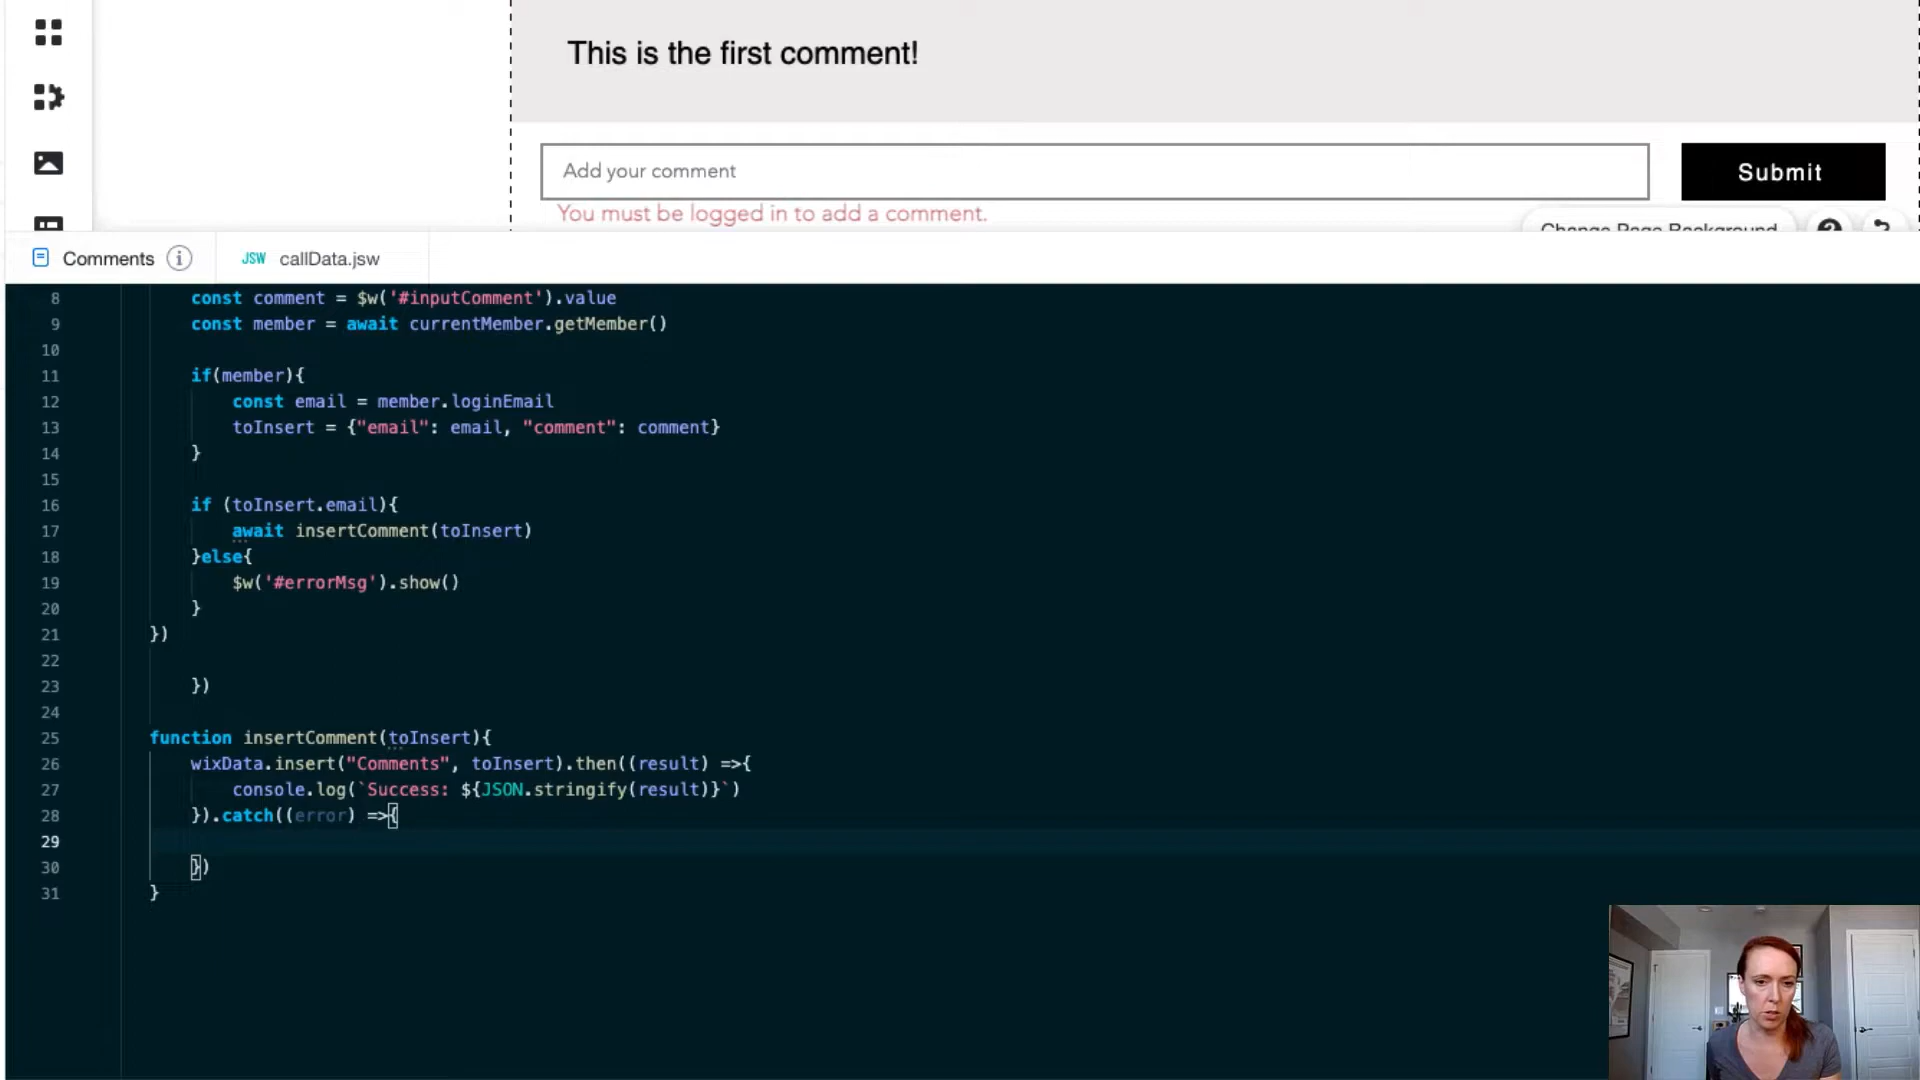 This is the first comment!
Add your comment
Submit
You must be logged in to add a comment.
Change Page Background
?
Comments i
JSW callData.jsw
8 const comment = $w('#inputComment').value
9 const member = await currentMember.getMember()
10
11 if(member){
12 const email = member.loginEmail
13 toInsert = {"email": email, "comment": comment}
14 }
15
16 if (toInsert.email){
17 await insertComment(toInsert)
18 }else{
19 $w('#errorMsg').show()
20 }
21 })
22
23 })
24
25 function insertComment(toInsert){
26 wixData.insert("Comments", toInsert).then((result) =>{
27 console.log(`Success: ${JSON.stringify(result)}`)
28 }).catch((error) =>{
29
30 })
31 }